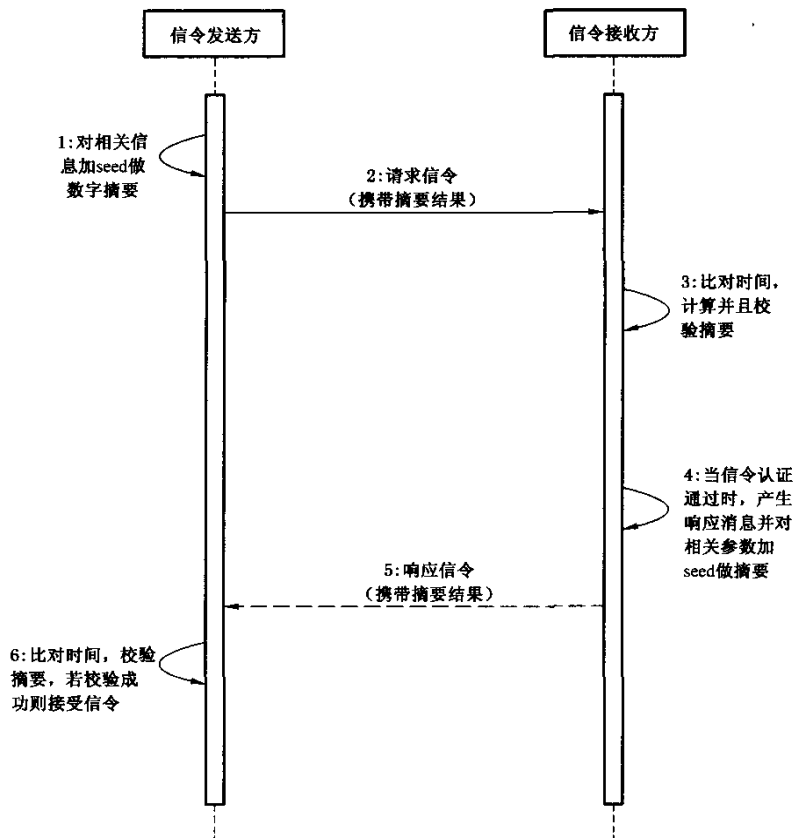 信令发送方
信令接收方
1:对相关信
息加seed做
数字摘要
2:请求信令
(携带摘要结果)
3:比对时间,
计算并且校
验摘要
4:当信令认证
通过时,产生
响应消息并对
相关参数加
seed做摘要
5:响应信令
(携带摘要结果)
6:比对时间,校验
摘要,若校验成
功则接受信令